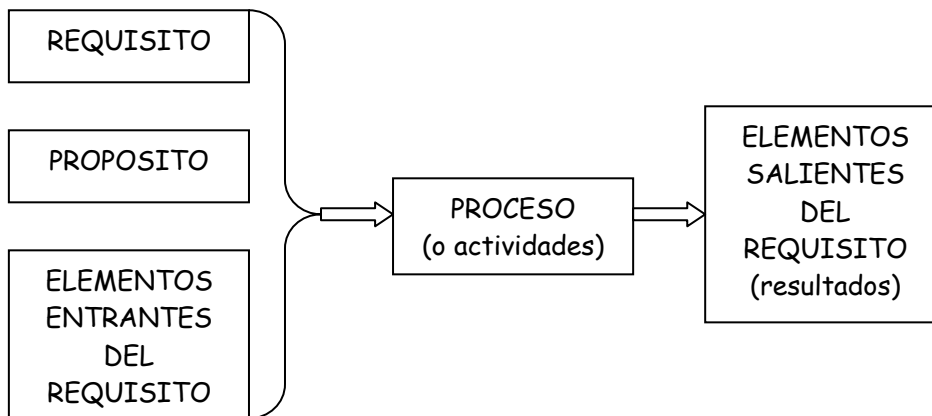 REQUISITO
PROPOSITO
ELEMENTOS
ENTRANTES
DEL
REQUISITO
PROCESO
(o actividades)
ELEMENTOS
SALIENTES
DEL
REQUISITO
(resultados)